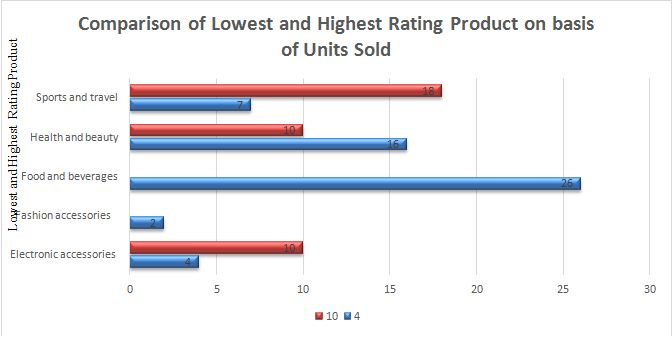 Comparison of Lowest and Highest Rating Product on basis
of Units Sold
Lowest and Highest Rating Product
Sports and travel
18
7
Health and beauty
10
16
Food and beverages
26
Fashion accessories
2
Electronic accessories
10
4
0 5 10 15 20 25 30
10 4